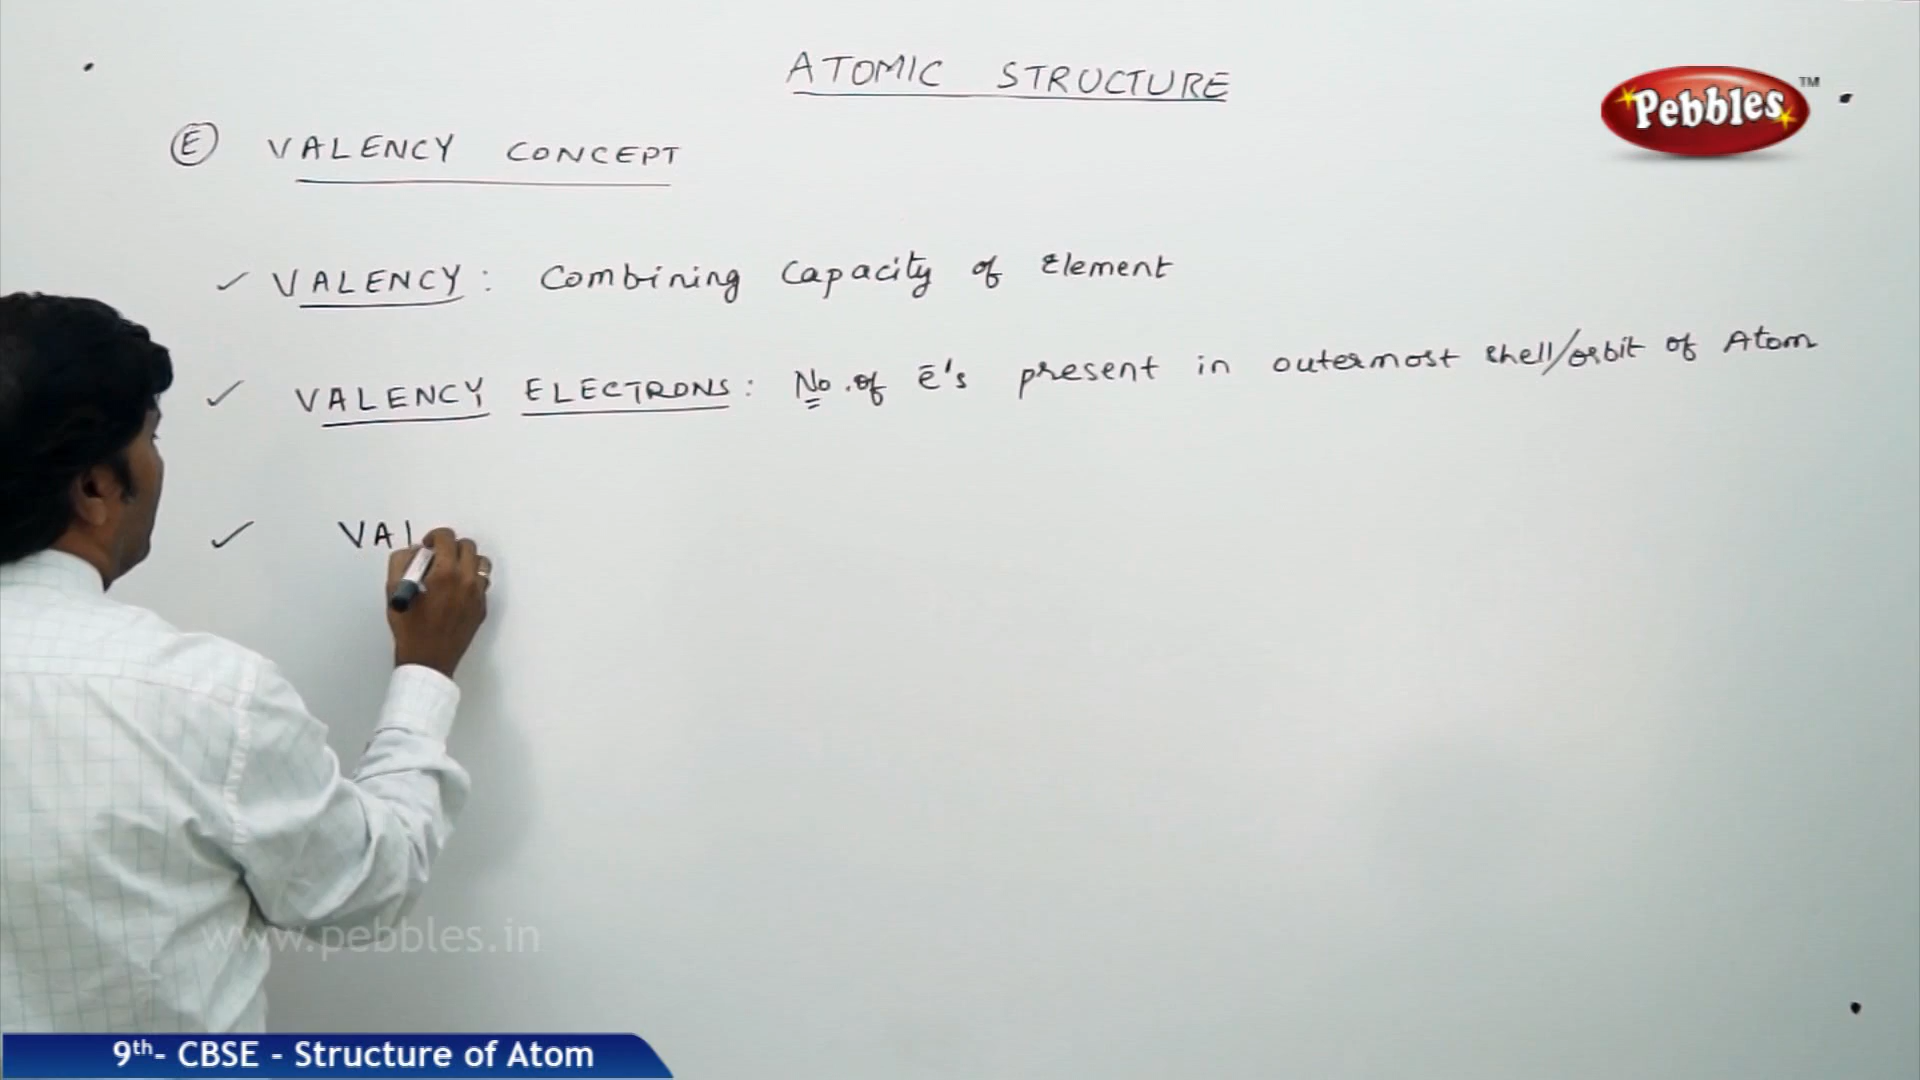 ATOMIC STRUCTURE
Pebbles TM
Ⓔ VALENCY CONCEPT
✓ VALENCY : Combining Capacity of Element
✓ VALENCY ELECTRONS : No. of ē's present in outermost shell/orbit of Atom
✓ VAL
www.pebbles.in
9th- CBSE - Structure of Atom